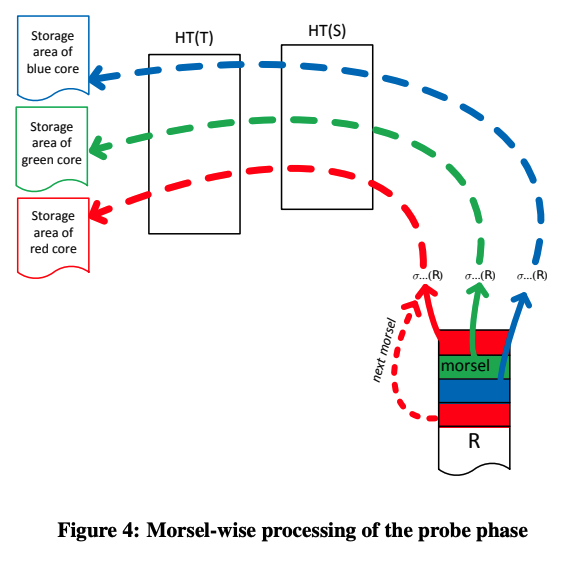 Storage
area of
blue core
HT(T)
HT(S)
Storage
area of
green core
Storage
area of
red core
σ...(R)
σ...(R)
σ...(R)
next morsel
morsel
R
Figure 4: Morsel-wise processing of the probe phase